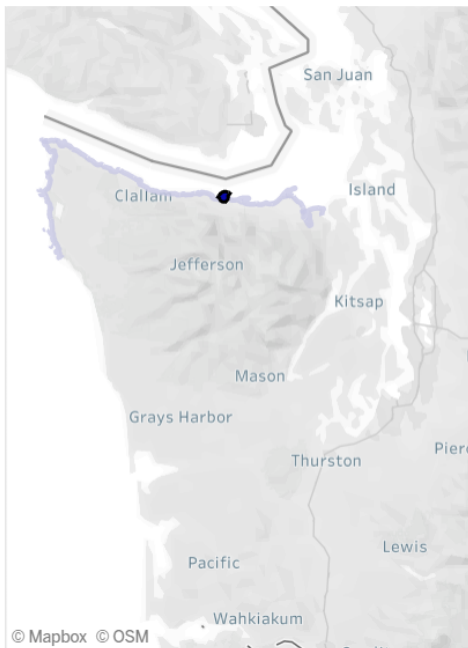 San Juan
Clallam
Island
Jefferson
Kitsap
Mason
Grays Harbor
Thurston
Pierc
Lewis
Pacific
Wahkiakum
© Mapbox © OSM